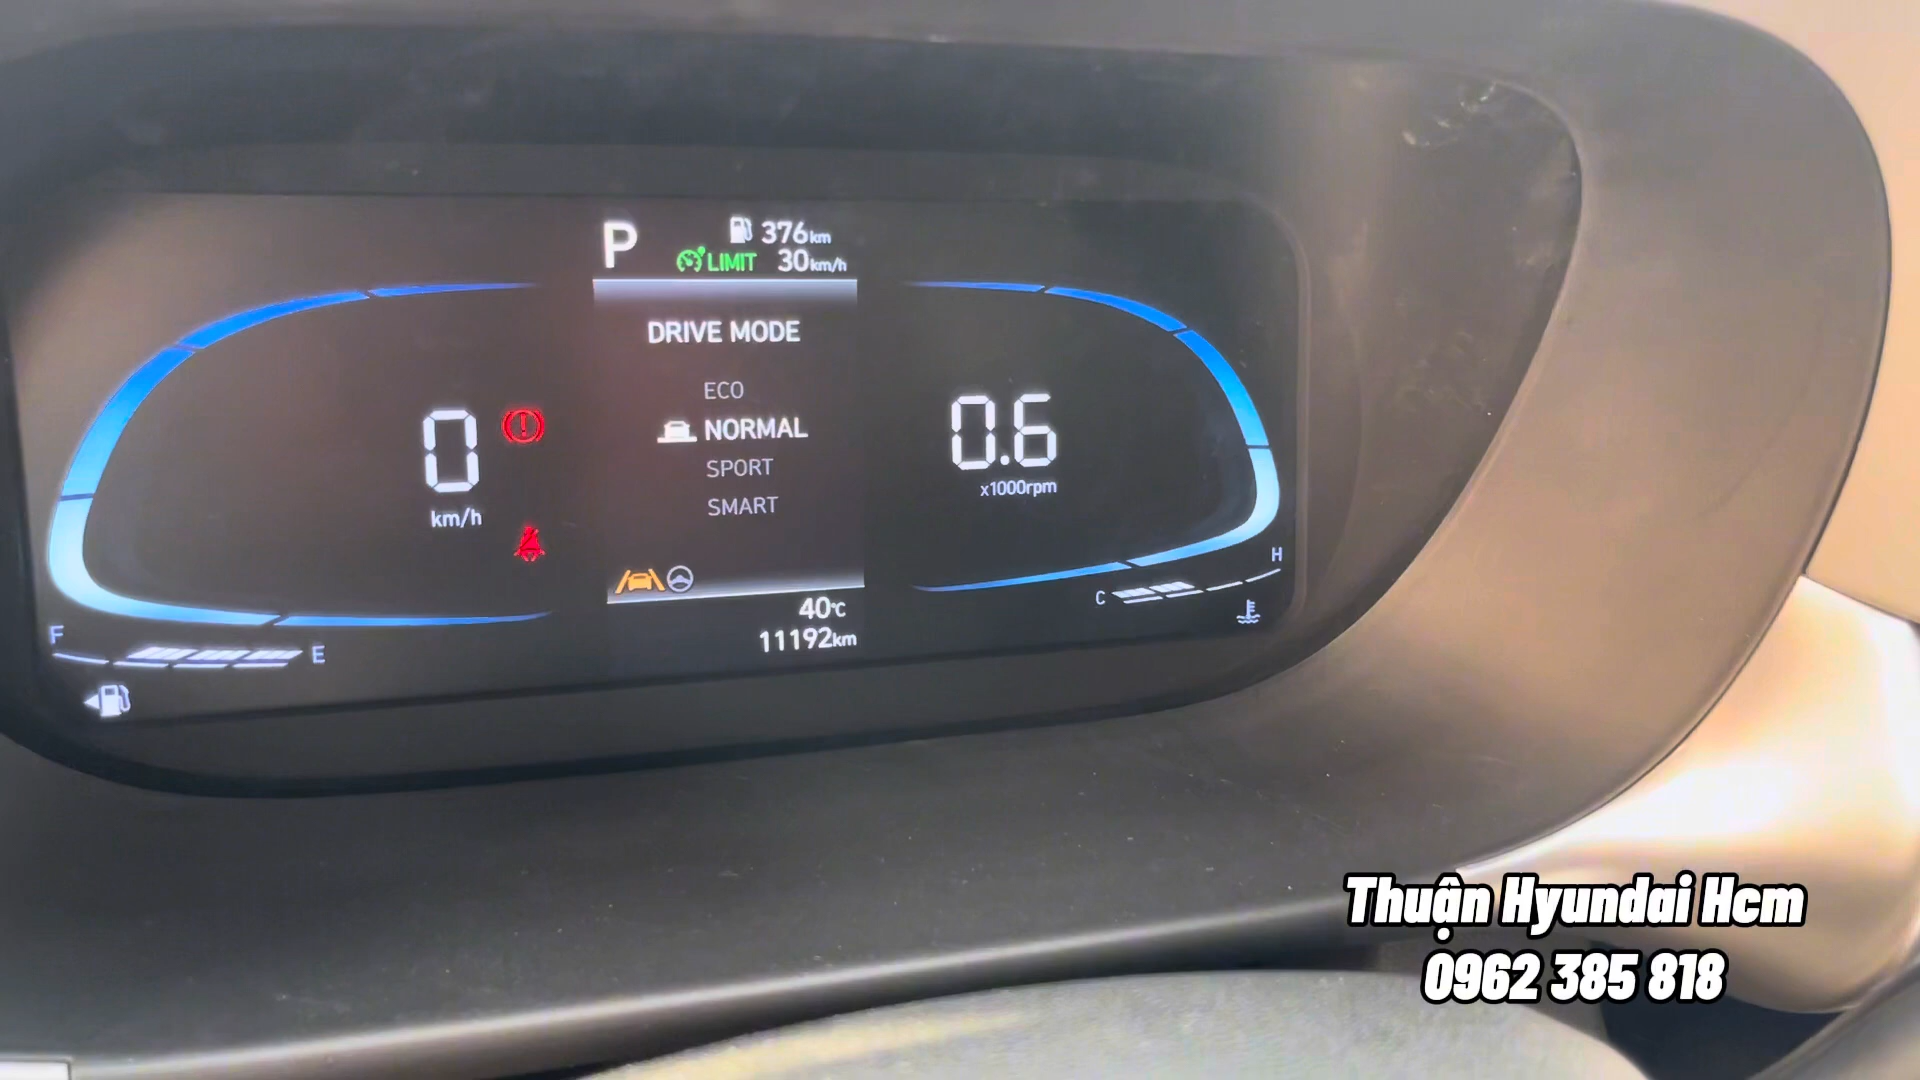 P
376km
LIMIT 30km/h
DRIVE MODE
ECO
NORMAL
SPORT
SMART
0
km/h
0.6
x1000rpm
F
E
C
H
40°C
11192km
Thuận Hyundai Hcm
0962 385 818